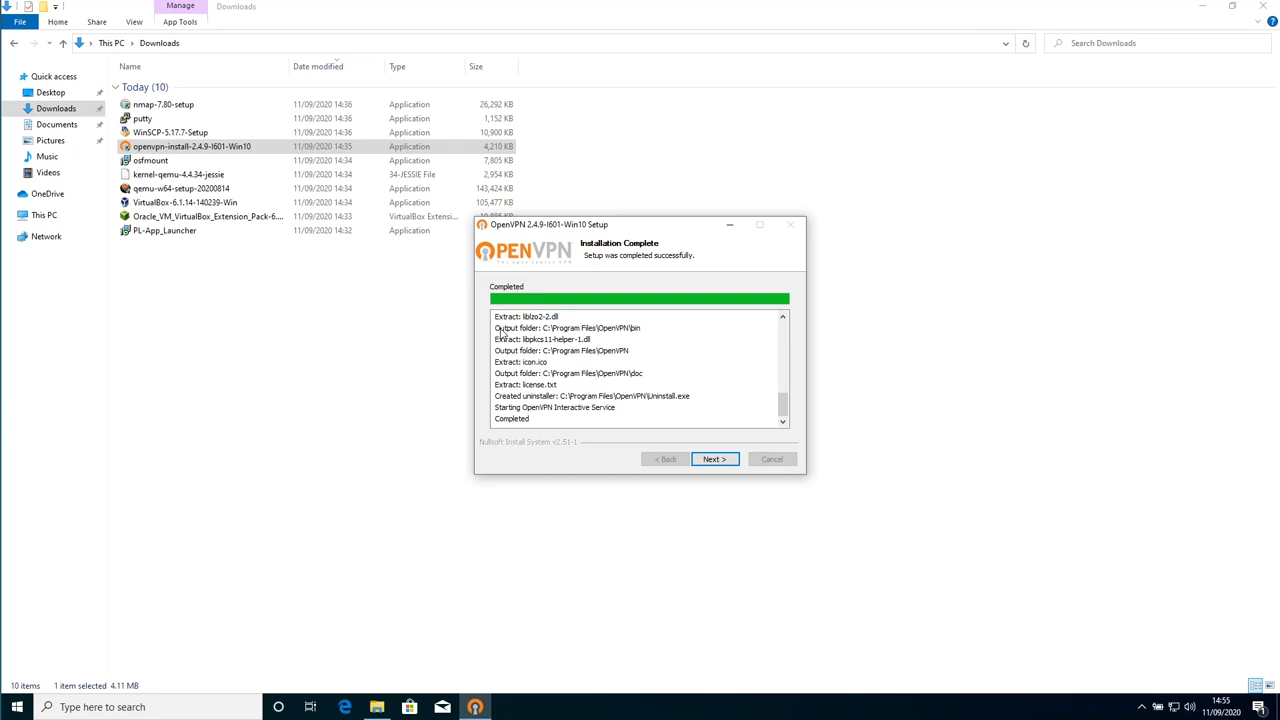 Manage
Downloads
File
Home
Share
View
App Tools
This PC
Downloads
Search Downloads
Name
Date modified
Type
Size
Quick access
Desktop
Downloads
Documents
Pictures
Music
Videos
OneDrive
This PC
Network
Today (10)
nmap-7.80-setup 11/09/2020 14:36 Application 26,292 KB
putty 11/09/2020 14:36 Application 1,152 KB
WinSCP-5.17.7-Setup 11/09/2020 14:36 Application 10,900 KB
openvpn-install-2.4.9-I601-Win10 11/09/2020 14:35 Application 4,210 KB
osfmount 11/09/2020 14:34 Application 7,805 KB
kernel-qemu-4.4.34-jessie 11/09/2020 14:34 34-JESSIE File 2,954 KB
qemu-w64-setup-20200814 11/09/2020 14:34 Application 143,424 KB
VirtualBox-6.1.14-140239-Win 11/09/2020 14:34 Application 105,477 KB
Oracle_VM_VirtualBox_Extension_Pack-6.... 11/09/2020 14:33 VirtualBox Extensi...
PL-App_Launcher 11/09/2020 14:32 Application
OpenVPN 2.4.9-I601-Win10 Setup
OPENVPN
Installation Complete
Setup was completed successfully.
Completed
Extract: liblzo2-2.dll
Output folder: C:\Program Files\OpenVPN\bin
Extract: libpkcs11-helper-1.dll
Output folder: C:\Program Files\OpenVPN
Extract: icon.ico
Output folder: C:\Program Files\OpenVPN\doc
Extract: license.txt
Created uninstaller: C:\Program Files\OpenVPN\Uninstall.exe
Starting OpenVPN Interactive Service
Completed
Nullsoft Install System v2.51-1
< Back
Next >
Cancel
10 items
1 item selected 4.11 MB
Type here to search
14:55
11/09/2020
1